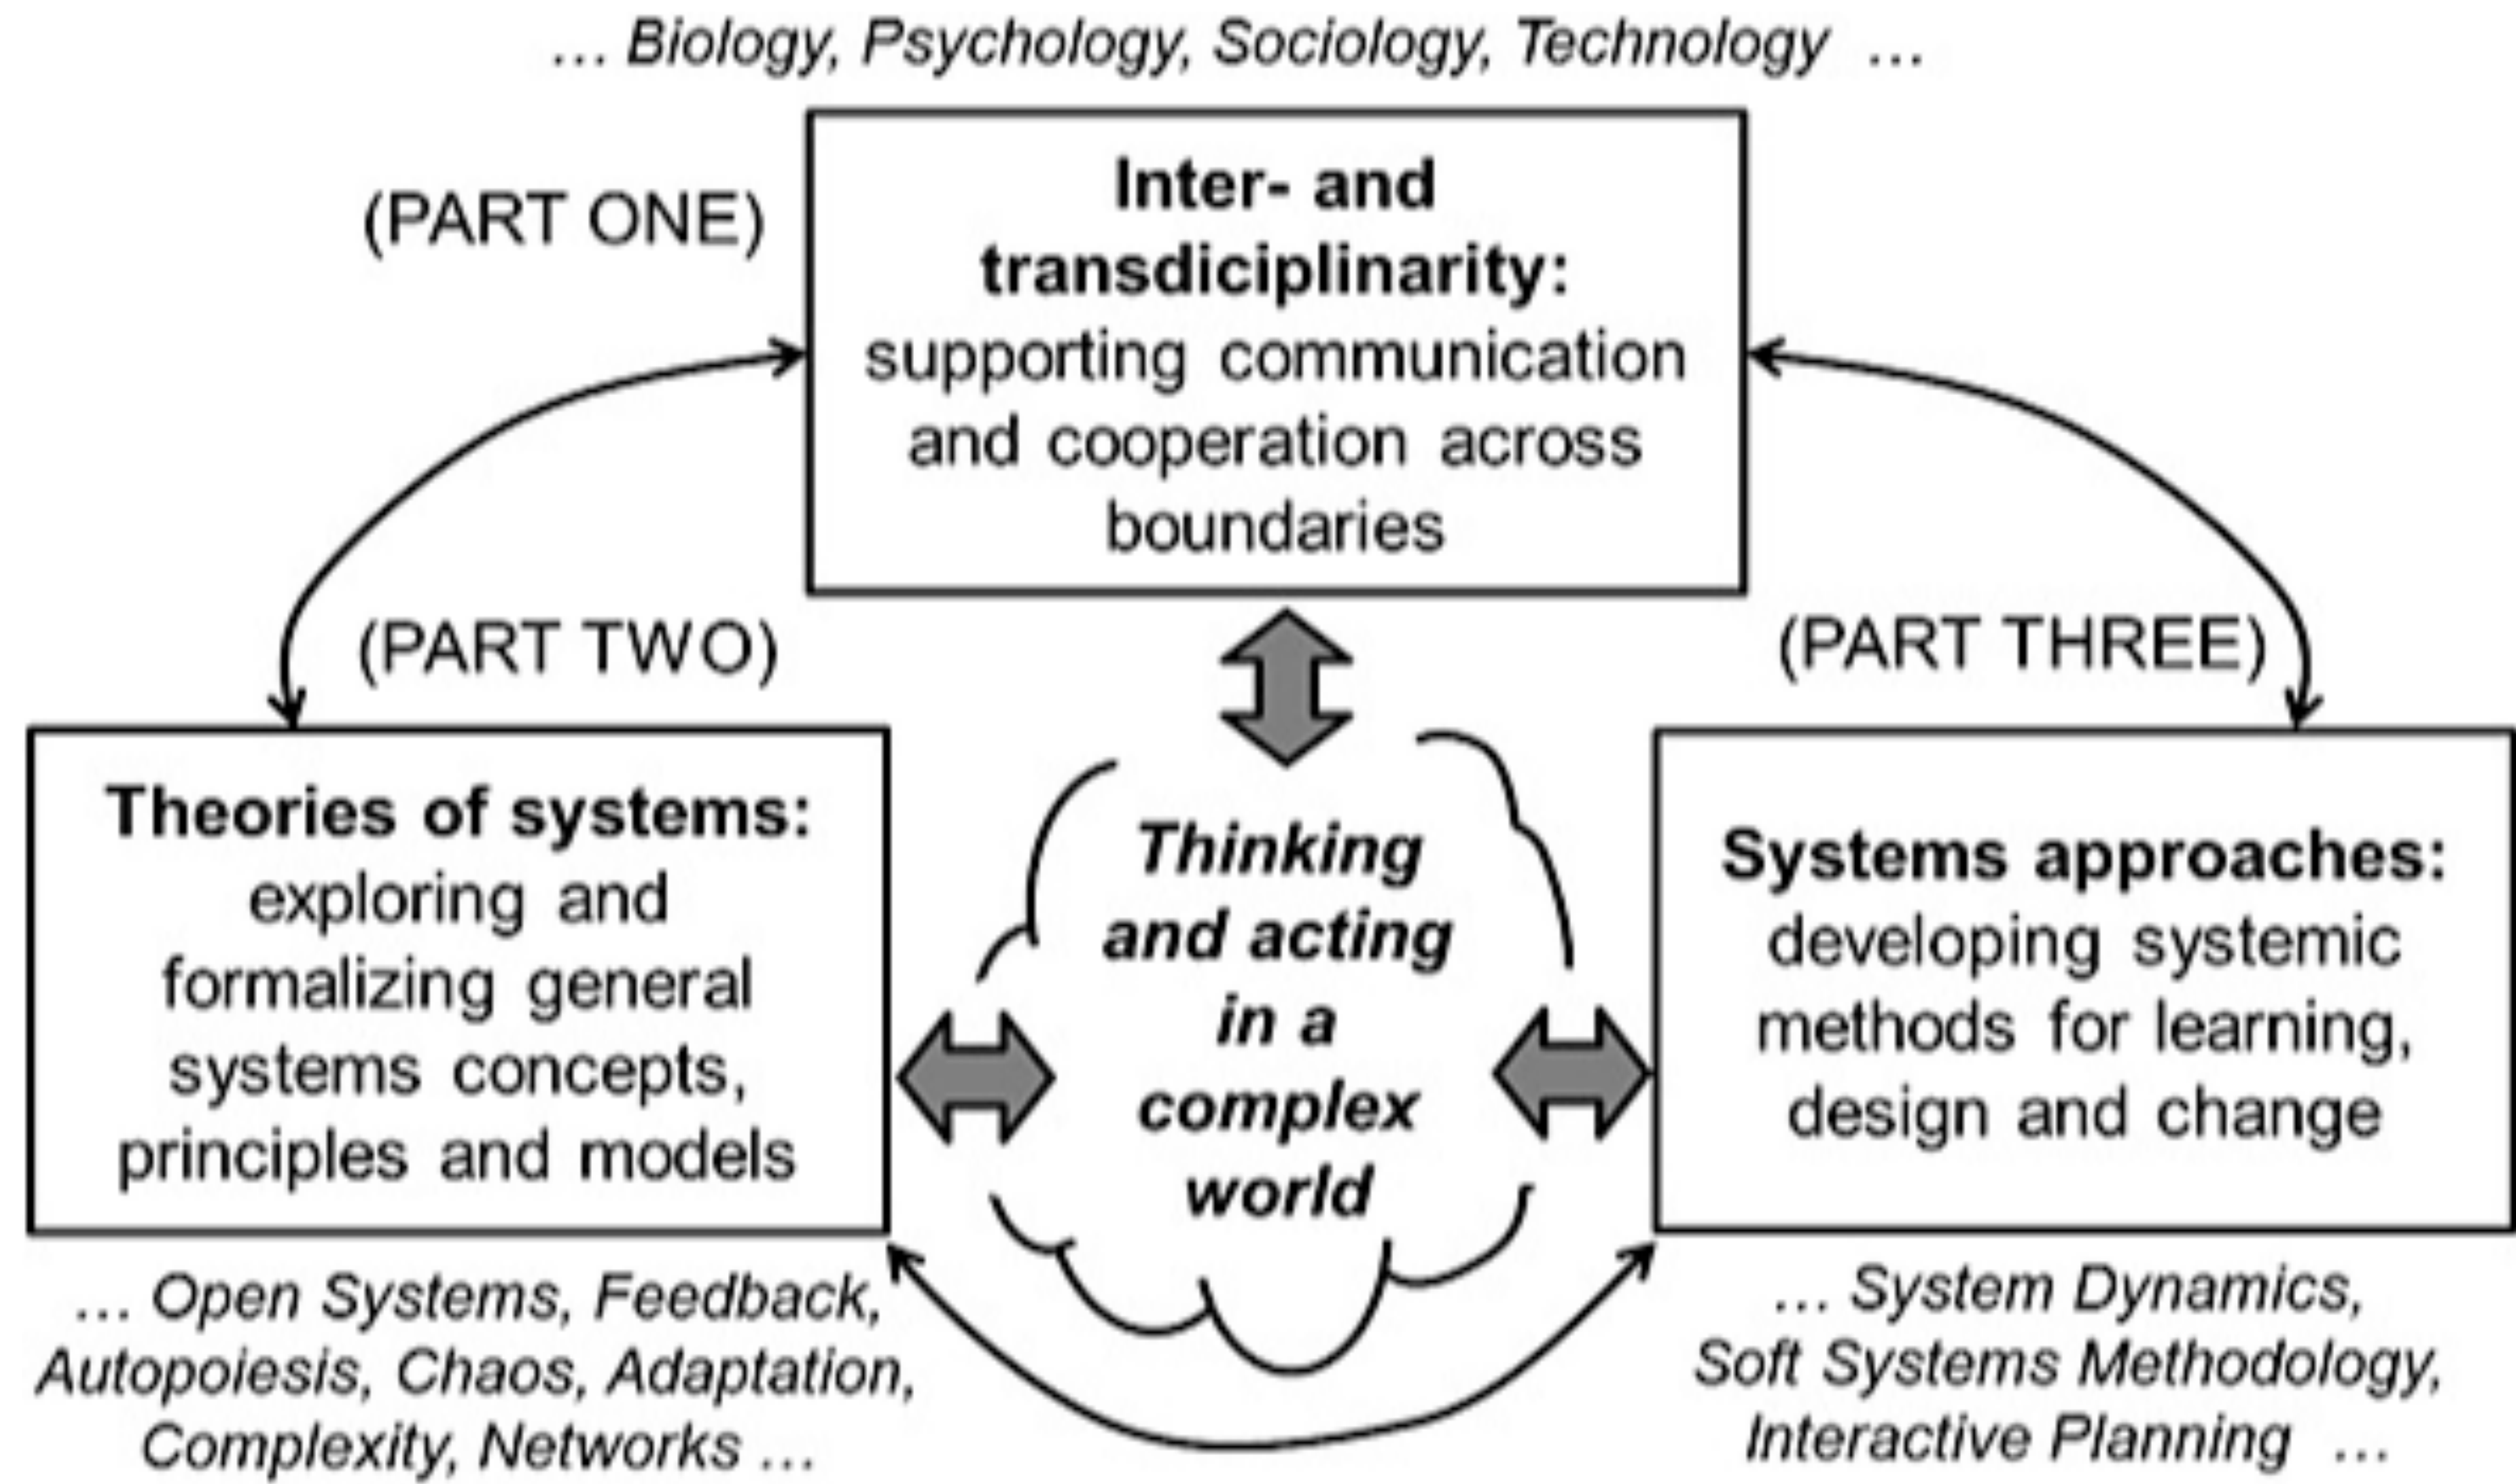 … Biology, Psychology, Sociology, Technology …
(PART ONE)
Inter- and
transdiciplinarity:
supporting communication
and cooperation across
boundaries
(PART TWO)
Theories of systems:
exploring and
formalizing general
systems concepts,
principles and models
… Open Systems, Feedback,
Autopoiesis, Chaos, Adaptation,
Complexity, Networks …
Thinking
and acting
in a
complex
world
(PART THREE)
Systems approaches:
developing systemic
methods for learning,
design and change
… System Dynamics,
Soft Systems Methodology,
Interactive Planning …